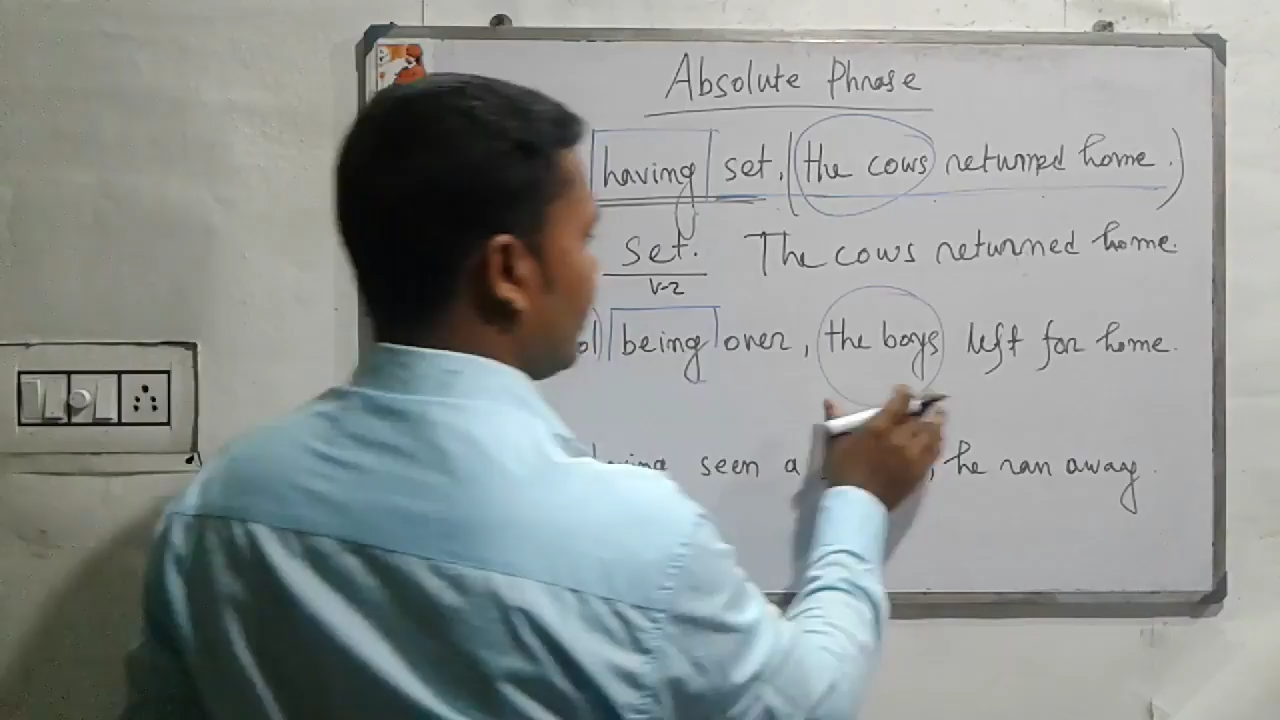 Absolute Phrase
having set, the cows returned home.)
set. The cows returned home.
V-2
being over, the boys left for home.
seen a , he ran away.